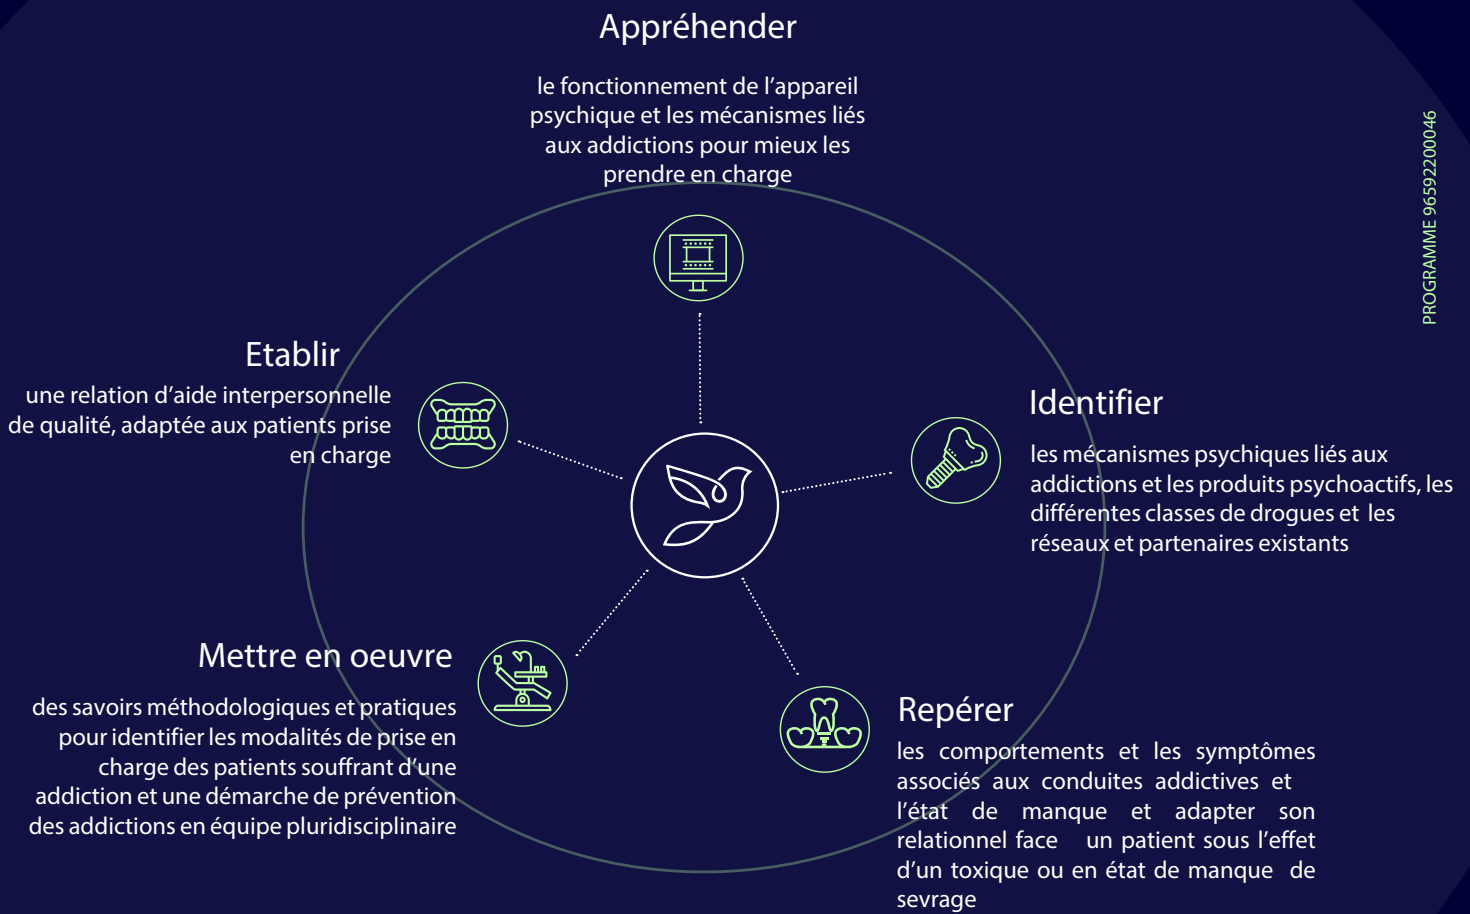 Appréhender
le fonctionnement de l’appareil
psychique et les mécanismes liés
aux addictions pour mieux les
prendre en charge
PROGRAMME 96592200046
Etablir
une relation d’aide interpersonnelle
de qualité, adaptée aux patients prise
en charge
Identifier
les mécanismes psychiques liés aux
addictions et les produits psychoactifs, les
différentes classes de drogues et les
réseaux et partenaires existants
Mettre en oeuvre
des savoirs méthodologiques et pratiques
pour identifier les modalités de prise en
charge des patients souffrant d’une
addiction et une démarche de prévention
des addictions en équipe pluridisciplinaire
Repérer
les comportements et les symptômes
associés aux conduites addictives et
l’état de manque et adapter son
relationnel face un patient sous l’effet
d’un toxique ou en état de manque de
sevrage